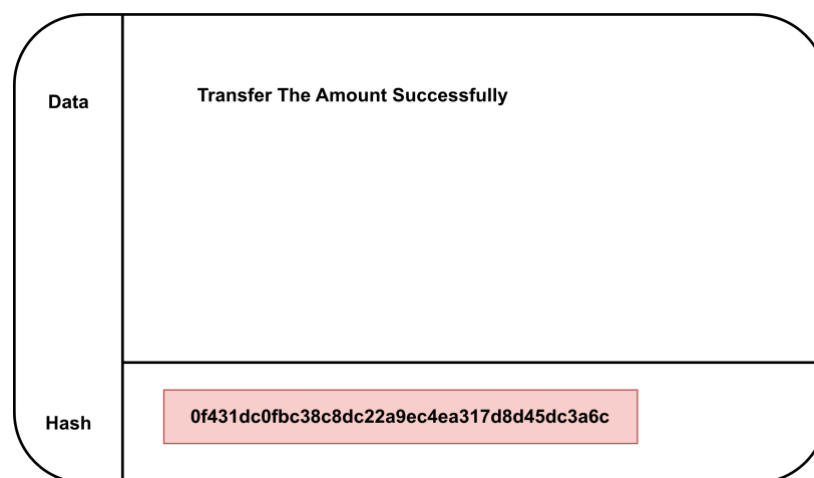 Data
Transfer The Amount Successfully
Hash
0f431dc0fbc38c8dc22a9ec4ea317d8d45dc3a6c